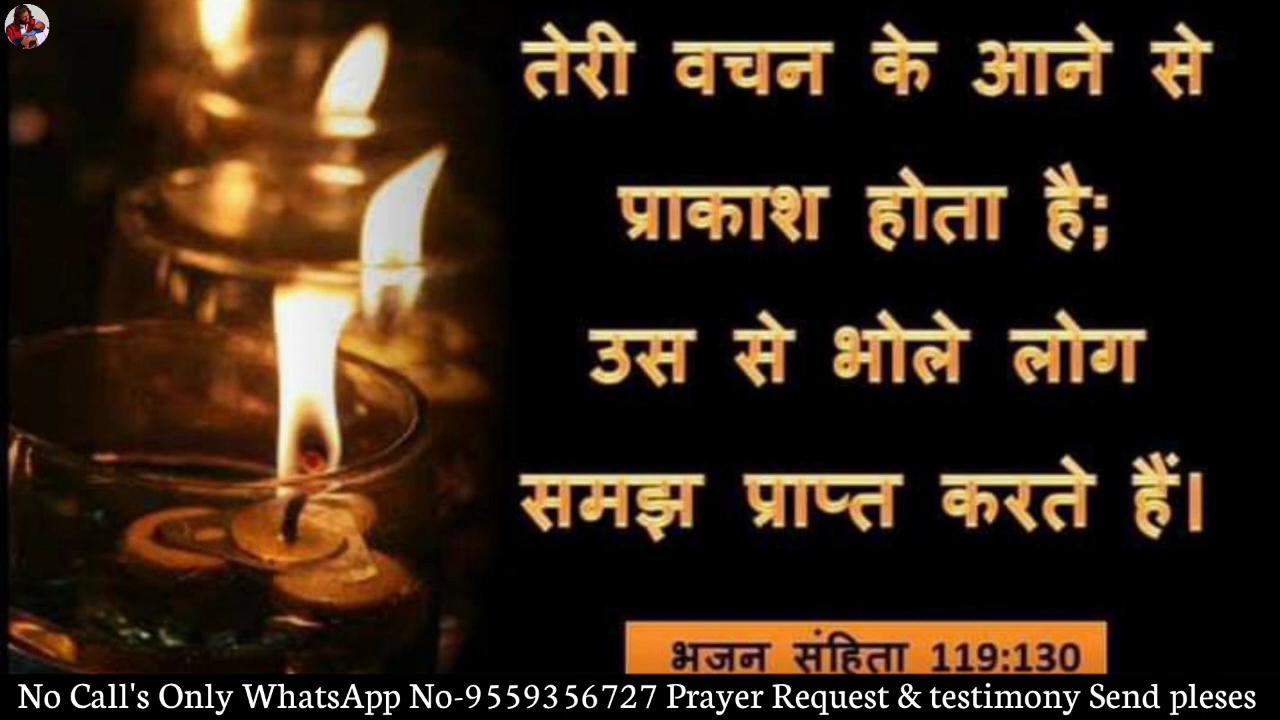 तेरी वचन के आने से
प्राकाश होता है;
उस से भोले लोग
समझ प्राप्त करते हैं।
भजन संहिता 119:130
No Call's Only WhatsApp No-9559356727 Prayer Request & testimony Send pleses